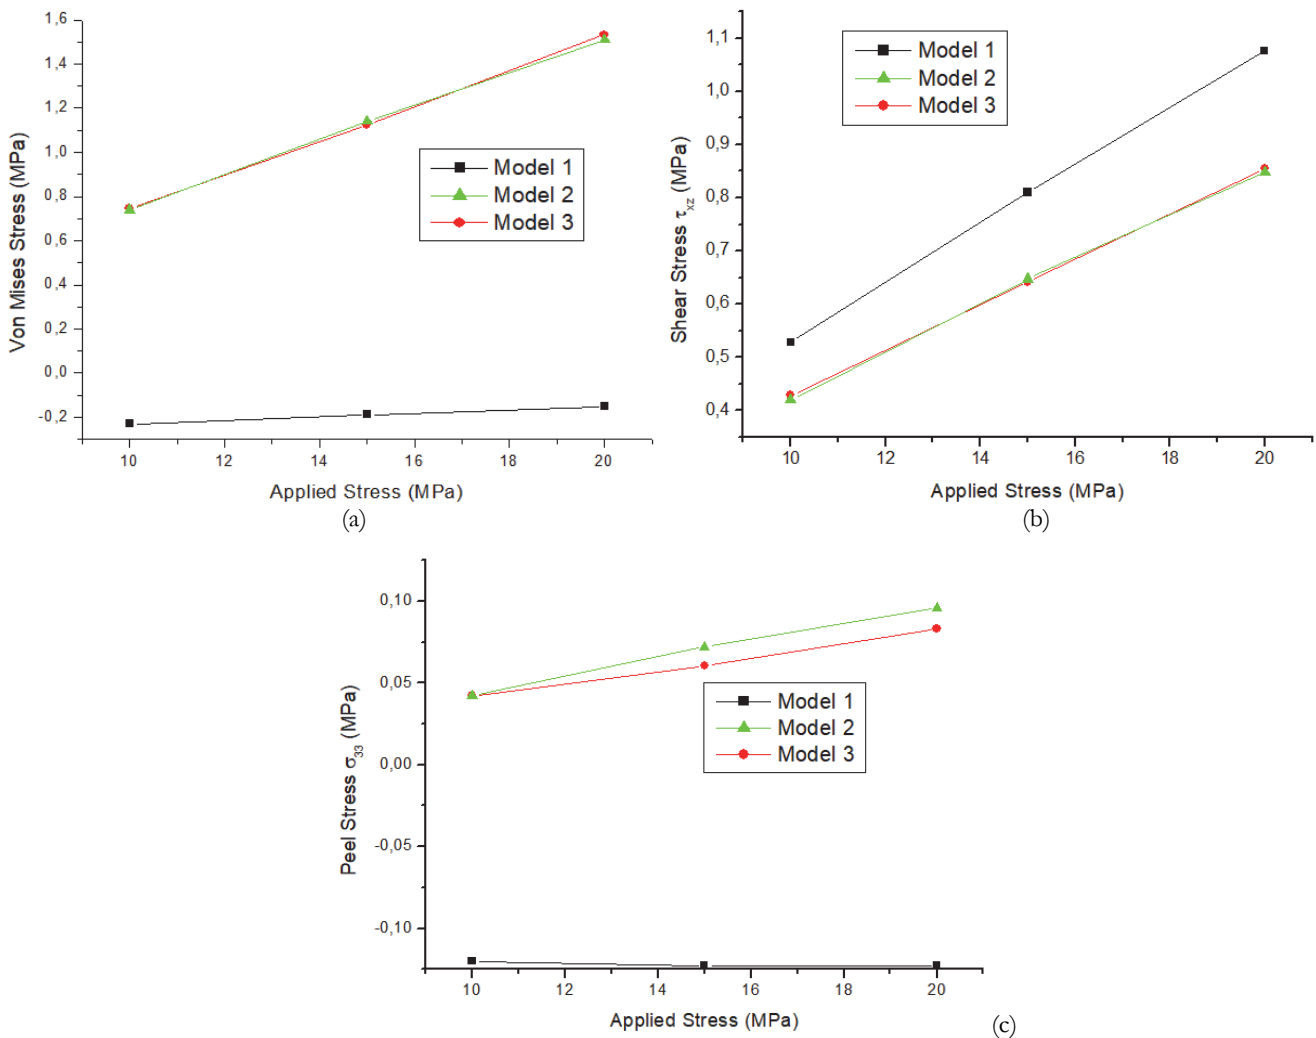 1,6
1,4
1,2
1,0
0,8
0,6
0,4
0,2
0,0
-0,2
Von Mises Stress (MPa)
Model 1
Model 2
Model 3
10 12 14 16 18 20
Applied Stress (MPa)
(a)
1,1
1,0
0,9
0,8
0,7
0,6
0,5
0,4
Shear Stress τxz (MPa)
Model 1
Model 2
Model 3
10 12 14 16 18 20
Applied Stress (MPa)
(b)
0,10
0,05
0,00
-0,05
-0,10
Peel Stress σ33 (MPa)
Model 1
Model 2
Model 3
10 12 14 16 18 20
Applied Stress (MPa)
(c)